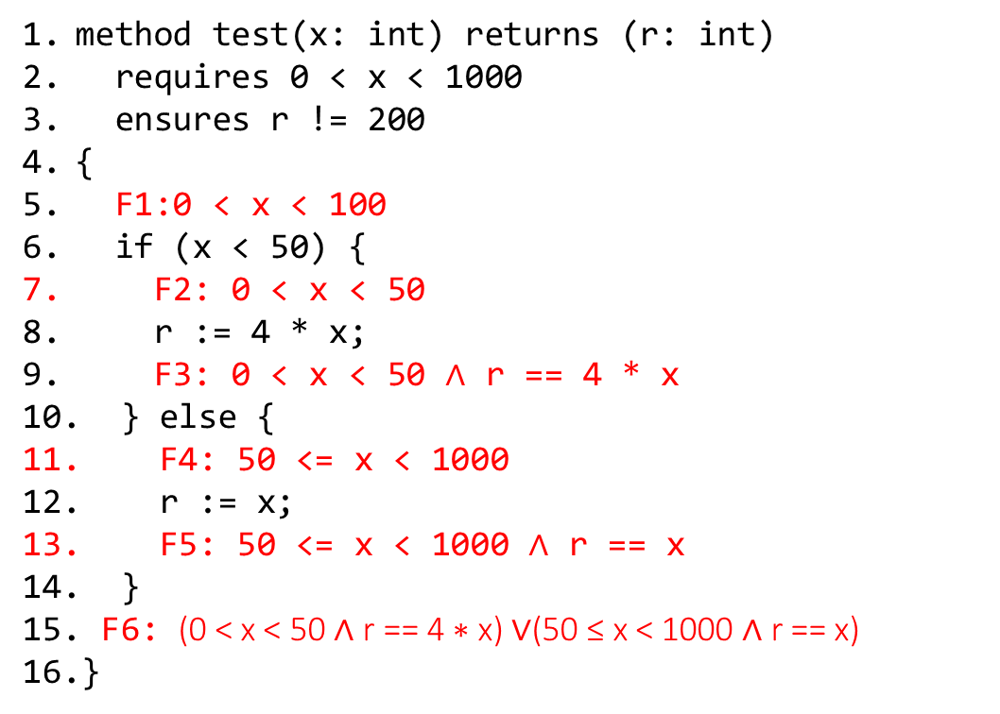 1. method test(x: int) returns (r: int)
2. requires 0 < x < 1000
3. ensures r != 200
4. {
5. F1:0 < x < 100
6. if (x < 50) {
7. F2: 0 < x < 50
8. r := 4 * x;
9. F3: 0 < x < 50 ∧ r == 4 * x
10. } else {
11. F4: 50 <= x < 1000
12. r := x;
13. F5: 50 <= x < 1000 ∧ r == x
14. }
15. F6: (0 < x < 50 ∧ r == 4 ∗ x) ∨(50 ≤ x < 1000 ∧ r == x)
16.}